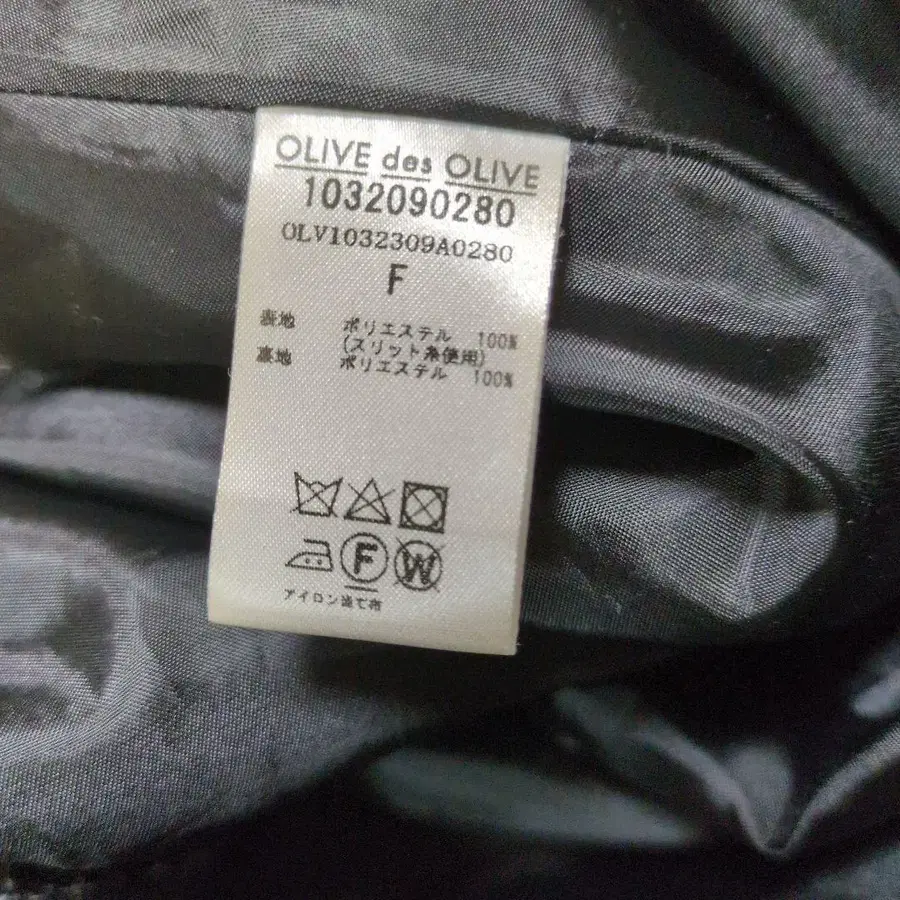 OLIVE des OLIVE
1032090280
OLV1032309A0280
F
表地 ポリエステル 100%
(スリット糸使用)
裏地 ポリエステル 100%
F W
アイロン当て布